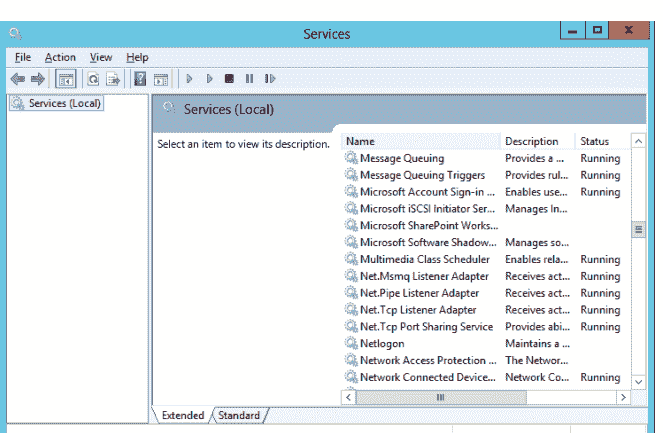 Services
File Action View Help
Services (Local)
Services (Local)
Select an item to view its description.
Name Description Status
Message Queuing Provides a ... Running
Message Queuing Triggers Provides rul... Running
Microsoft Account Sign-in ... Enables use... Running
Microsoft iSCSI Initiator Ser... Manages In...
Microsoft SharePoint Works...
Microsoft Software Shadow... Manages so...
Multimedia Class Scheduler Enables rela... Running
Net.Msmq Listener Adapter Receives act... Running
Net.Pipe Listener Adapter Receives act... Running
Net.Tcp Listener Adapter Receives act... Running
Net.Tcp Port Sharing Service Provides abi... Running
Netlogon Maintains a ...
Network Access Protection ... The Networ...
Network Connected Device... Network Co... Running
Extended Standard